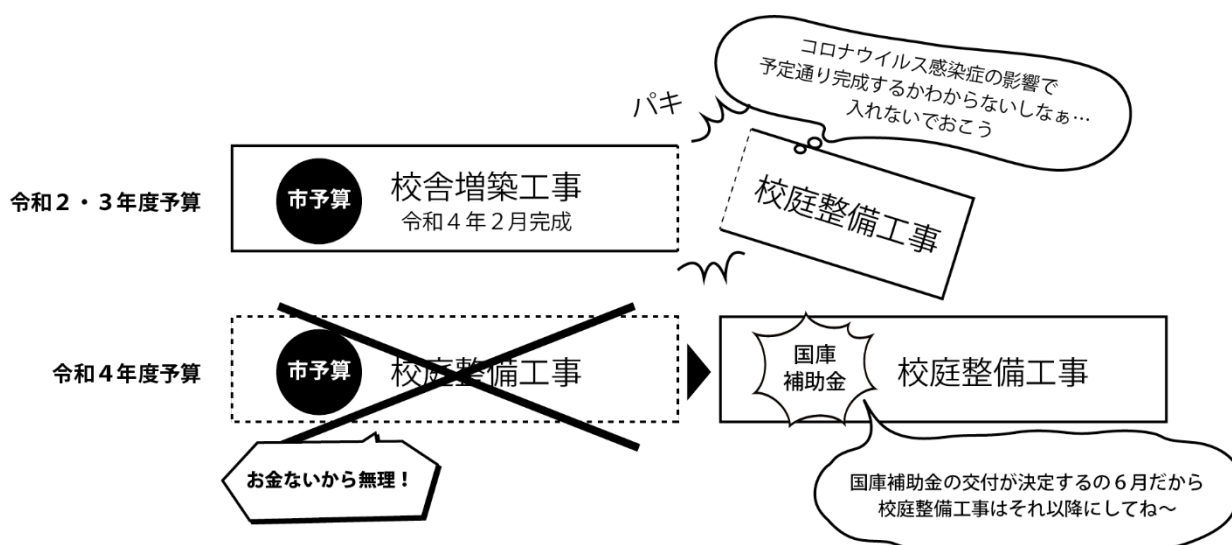 コロナウイルス感染症の影響で
予定通り完成するかわからないしなぁ…
入れないでおこう
パキ
令和2・3年度予算
市予算
校舎増築工事
令和4年2月完成
校庭整備工事
令和4年度予算
市予算
校庭整備工事
国庫
補助金
校庭整備工事
お金ないから無理！
国庫補助金の交付が決定するの6月だから
校庭整備工事はそれ以降にしてね～